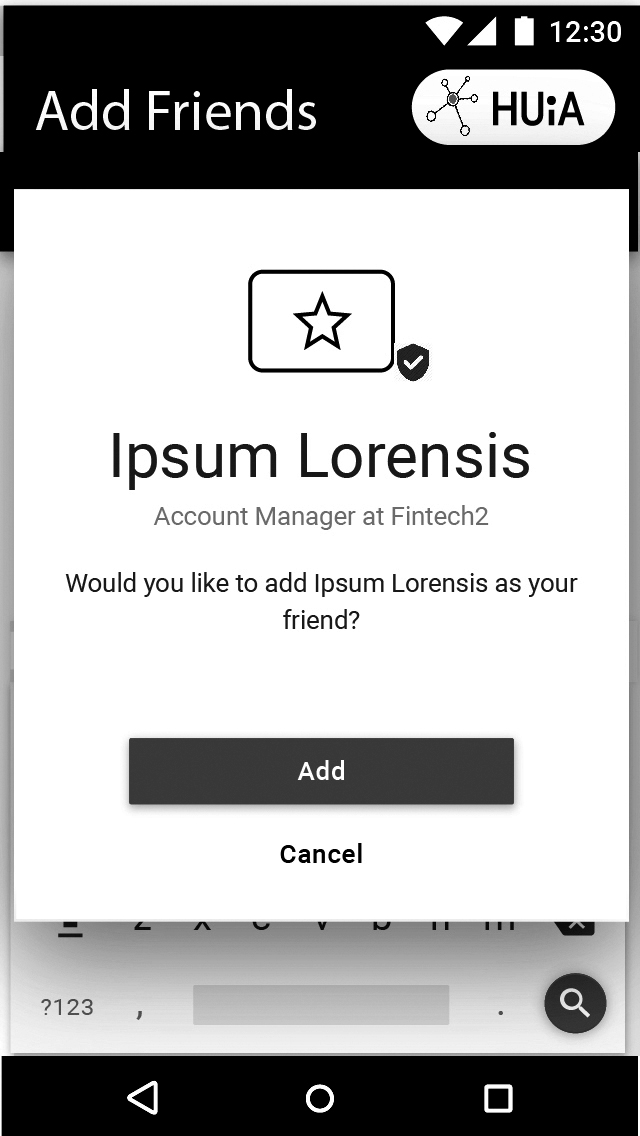 12:30
Add Friends
HUiA
Ipsum Lorensis
Account Manager at Fintech2
Would you like to add Ipsum Lorensis as your
friend?
Add
Cancel
z x c v b n m
?123 , .